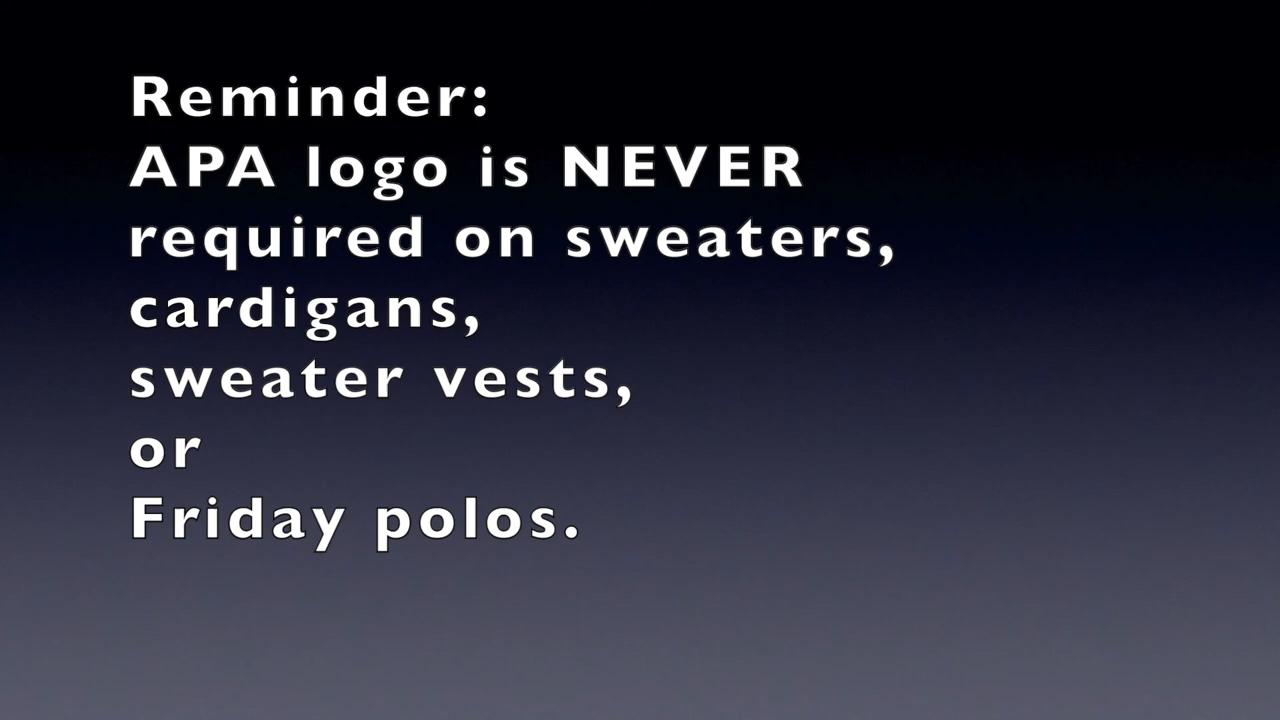 Reminder:
APA logo is NEVER
required on sweaters,
cardigans,
sweater vests,
or
Friday polos.